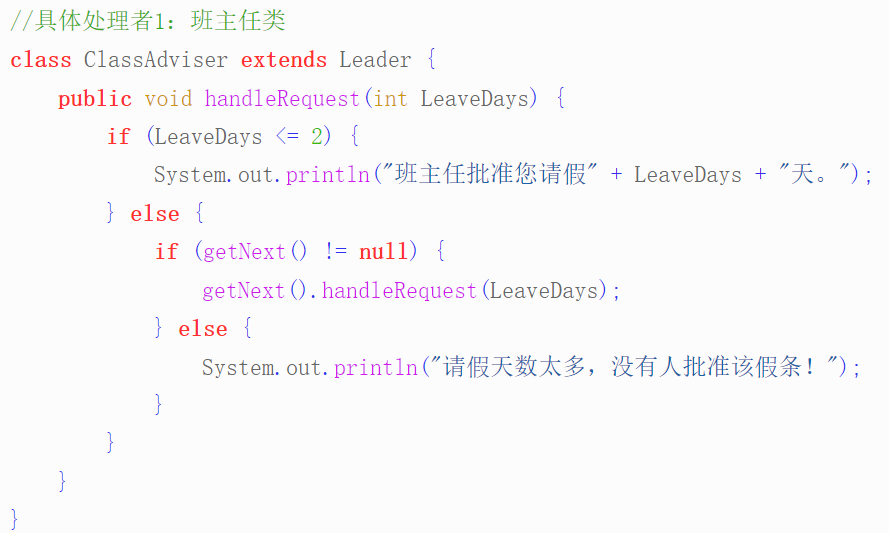 //具体处理者1：班主任类
class ClassAdviser extends Leader {
    public void handleRequest(int LeaveDays) {
        if (LeaveDays <= 2) {
            System.out.println("班主任批准您请假" + LeaveDays + "天。");
        } else {
            if (getNext() != null) {
                getNext().handleRequest(LeaveDays);
            } else {
                System.out.println("请假天数太多，没有人批准该假条！");
            }
        }
    }
}